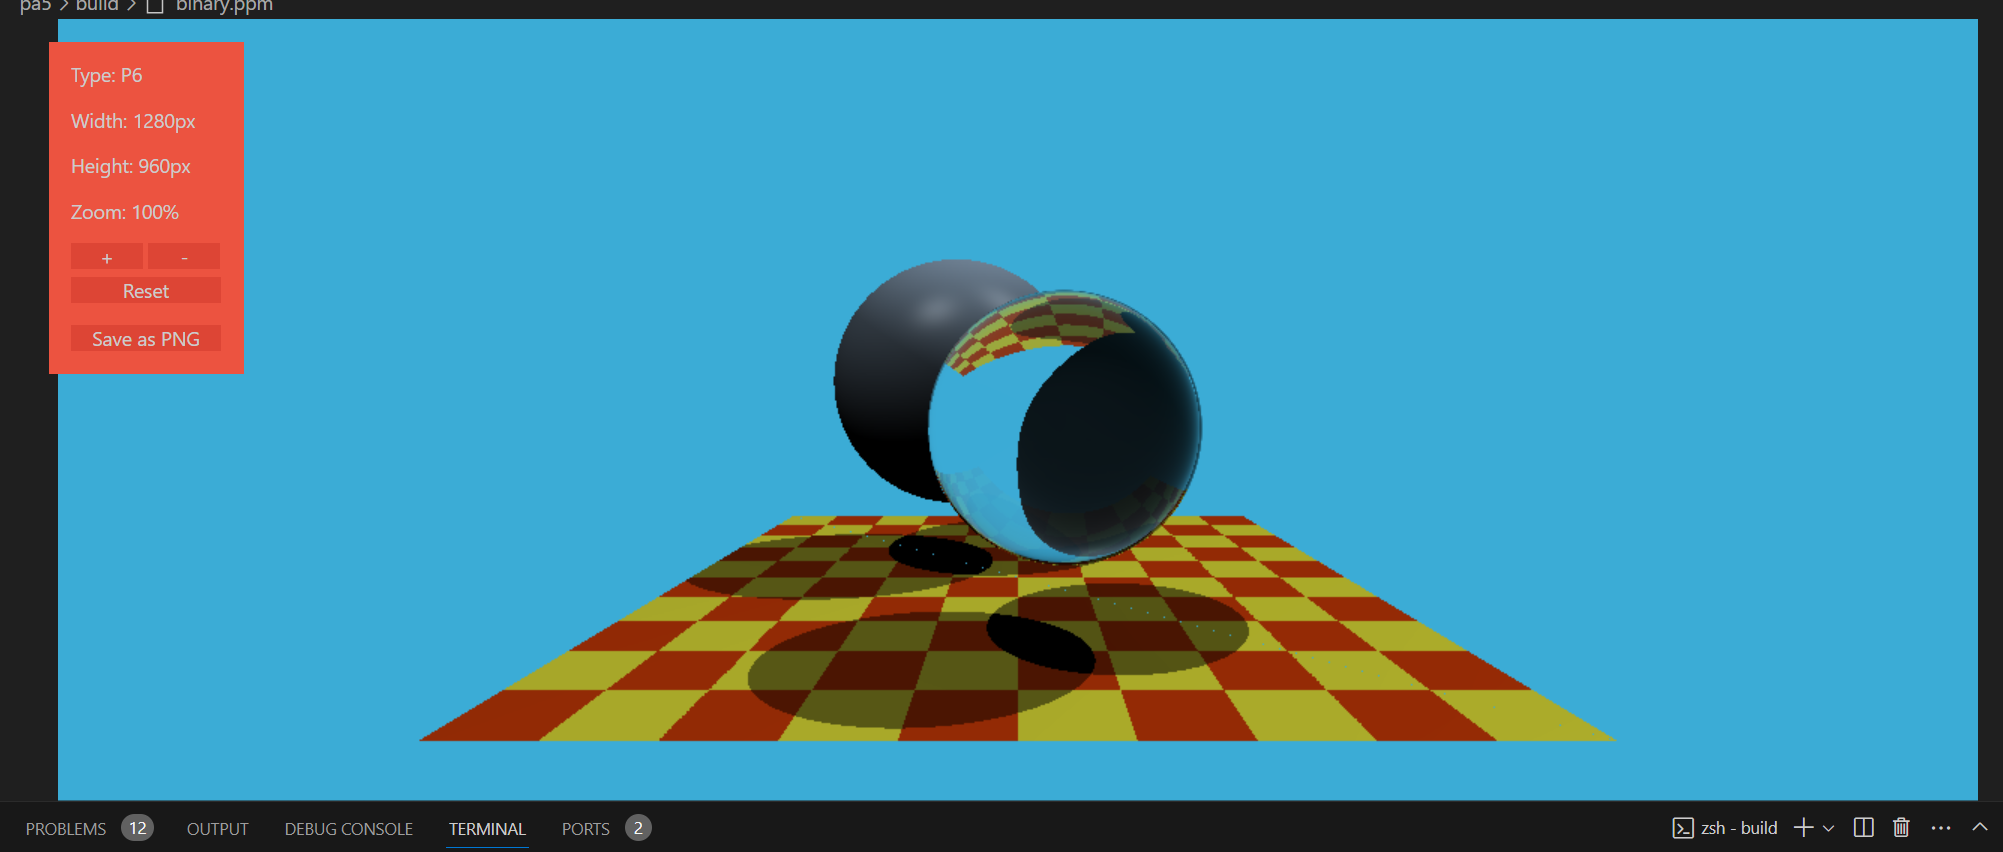 pa5 > build > binary.ppm
Type: P6
Width: 1280px
Height: 960px
Zoom: 100%
+ -
Reset
Save as PNG
PROBLEMS 12 OUTPUT DEBUG CONSOLE TERMINAL PORTS 2 zsh - build